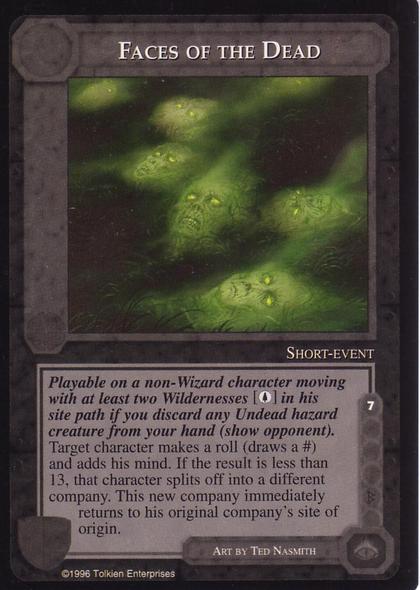 FACES OF THE DEAD
SHORT-EVENT
Playable on a non-Wizard character moving
with at least two Wildernesses [] in his
site path if you discard any Undead hazard
creature from your hand (show opponent).
Target character makes a roll (draws a #)
and adds his mind. If the result is less than
13, that character splits off into a different
company. This new company immediately
returns to his original company's site of
origin.
7
ART BY TED NASMITH
©1996 Tolkien Enterprises